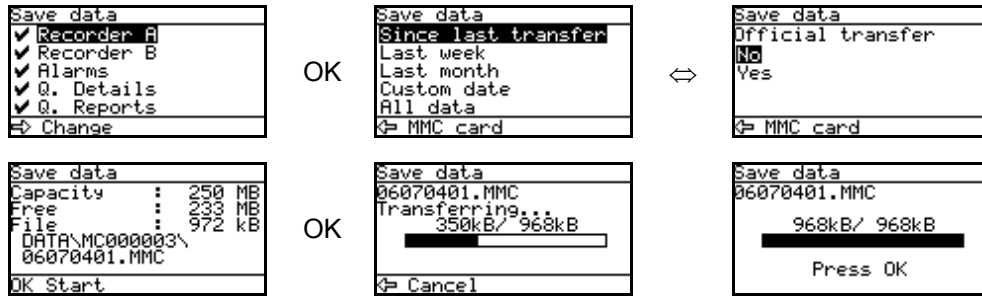 Save data
✔ Recorder A
✔ Recorder B
✔ Alarms
✔ Q. Details
✔ Q. Reports
⇨ Change
OK
Save data
Since last transfer
Last week
Last month
Custom date
All data
⇦ MMC card
⇔
Save data
Official transfer
No
Yes
⇦ MMC card
Save data
Capacity : 250 MB
Free : 233 MB
File : 972 kB
DATA\MC000003\
06070401.MMC
OK Start
OK
Save data
06070401.MMC
Transferring...
350kB/ 968kB
⇦ Cancel
Save data
06070401.MMC
968kB/ 968kB
Press OK